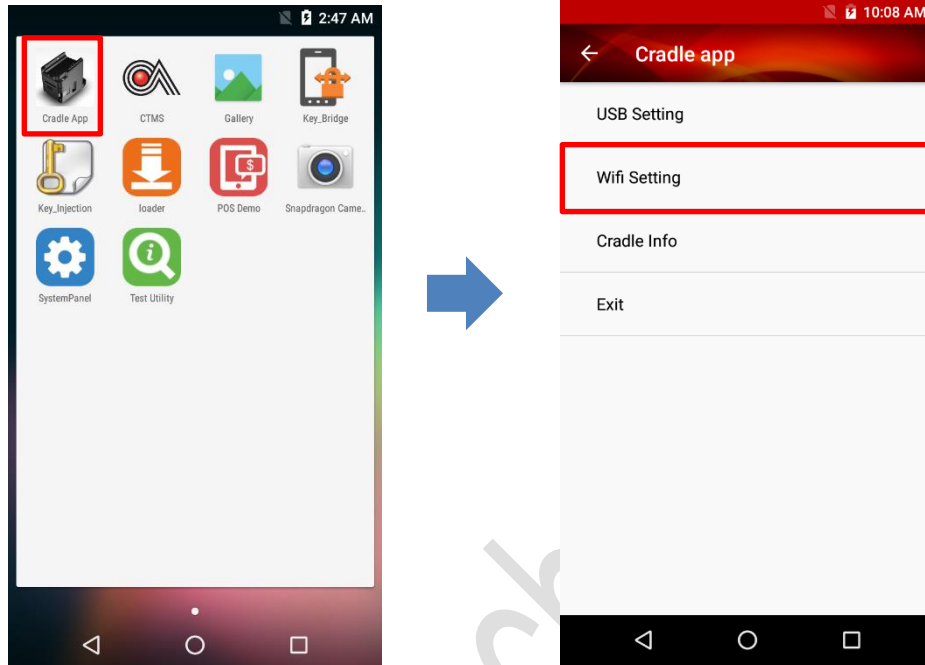 2:47 AM
Cradle App
CTMS
Gallery
Key_Bridge
Key_Injection
loader
POS Demo
Snapdragon Came..
SystemPanel
Test Utility
10:08 AM
Cradle app
USB Setting
Wifi Setting
Cradle Info
Exit